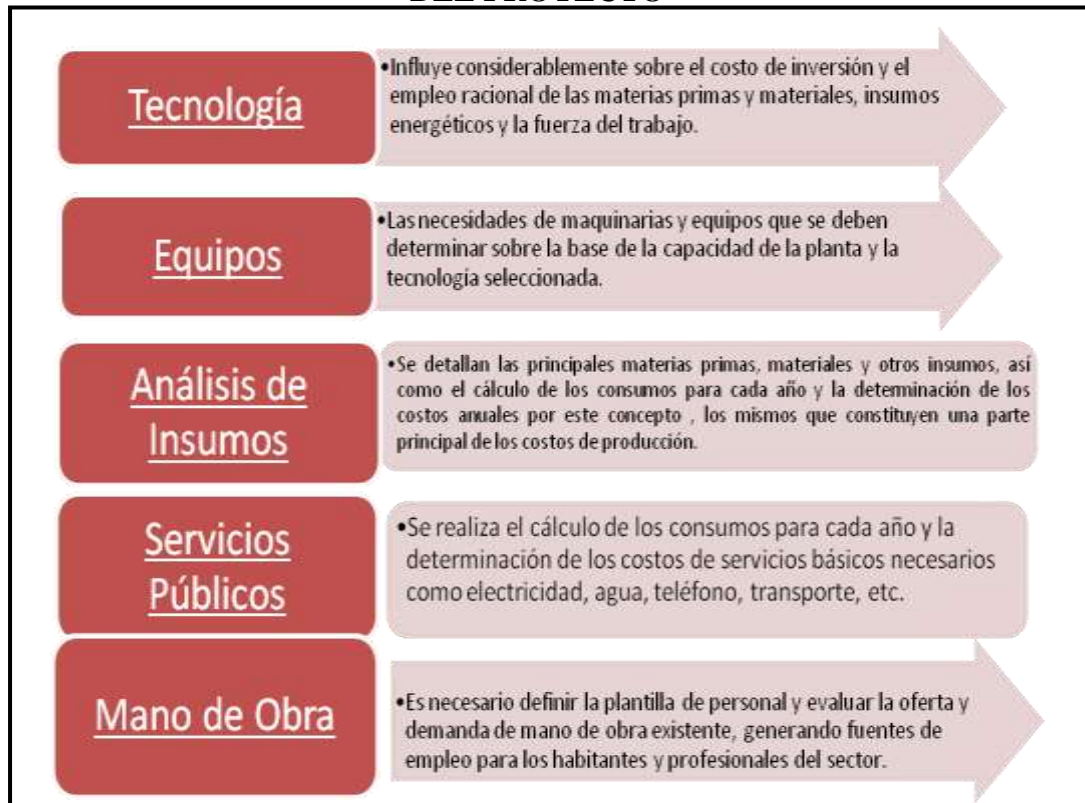 DEL PROYECTO
Tecnología
•Influye considerablemente sobre el costo de inversión y el
empleo racional de las materias primas y materiales, insumos
energéticos y la fuerza del trabajo.
Equipos
•Las necesidades de maquinarias y equipos que se deben
determinar sobre la base de la capacidad de la planta y la
tecnología seleccionada.
Análisis de
Insumos
•Se detallan las principales materias primas, materiales y otros insumos, así
como el cálculo de los consumos para cada año y la determinación de los
costos anuales por este concepto , los mismos que constituyen una parte
principal de los costos de producción.
Servicios
Públicos
•Se realiza el cálculo de los consumos para cada año y la
determinación de los costos de servicios básicos necesarios
como electricidad, agua, teléfono, transporte, etc.
Mano de Obra
•Es necesario definir la plantilla de personal y evaluar la oferta y
demanda de mano de obra existente, generando fuentes de
empleo para los habitantes y profesionales del sector.